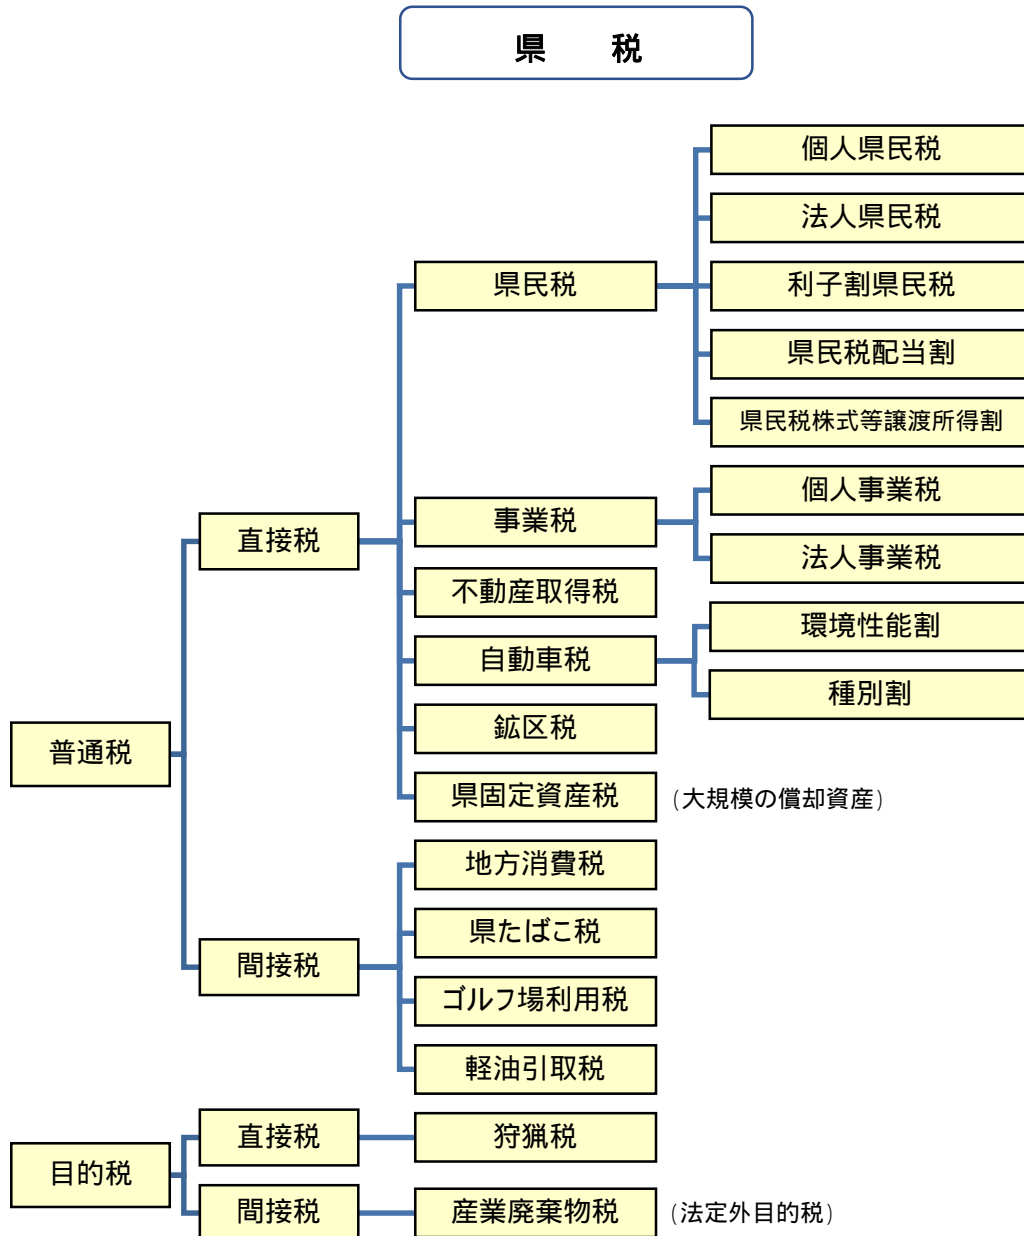 県　税
個人県民税
法人県民税
県民税
利子割県民税
県民税配当割
県民税株式等譲渡所得割
個人事業税
事業税
直接税
法人事業税
不動産取得税
環境性能割
自動車税
種別割
鉱区税
普通税
県固定資産税 (大規模の償却資産)
地方消費税
県たばこ税
間接税
ゴルフ場利用税
軽油引取税
直接税
狩猟税
目的税
間接税
産業廃棄物税 (法定外目的税)